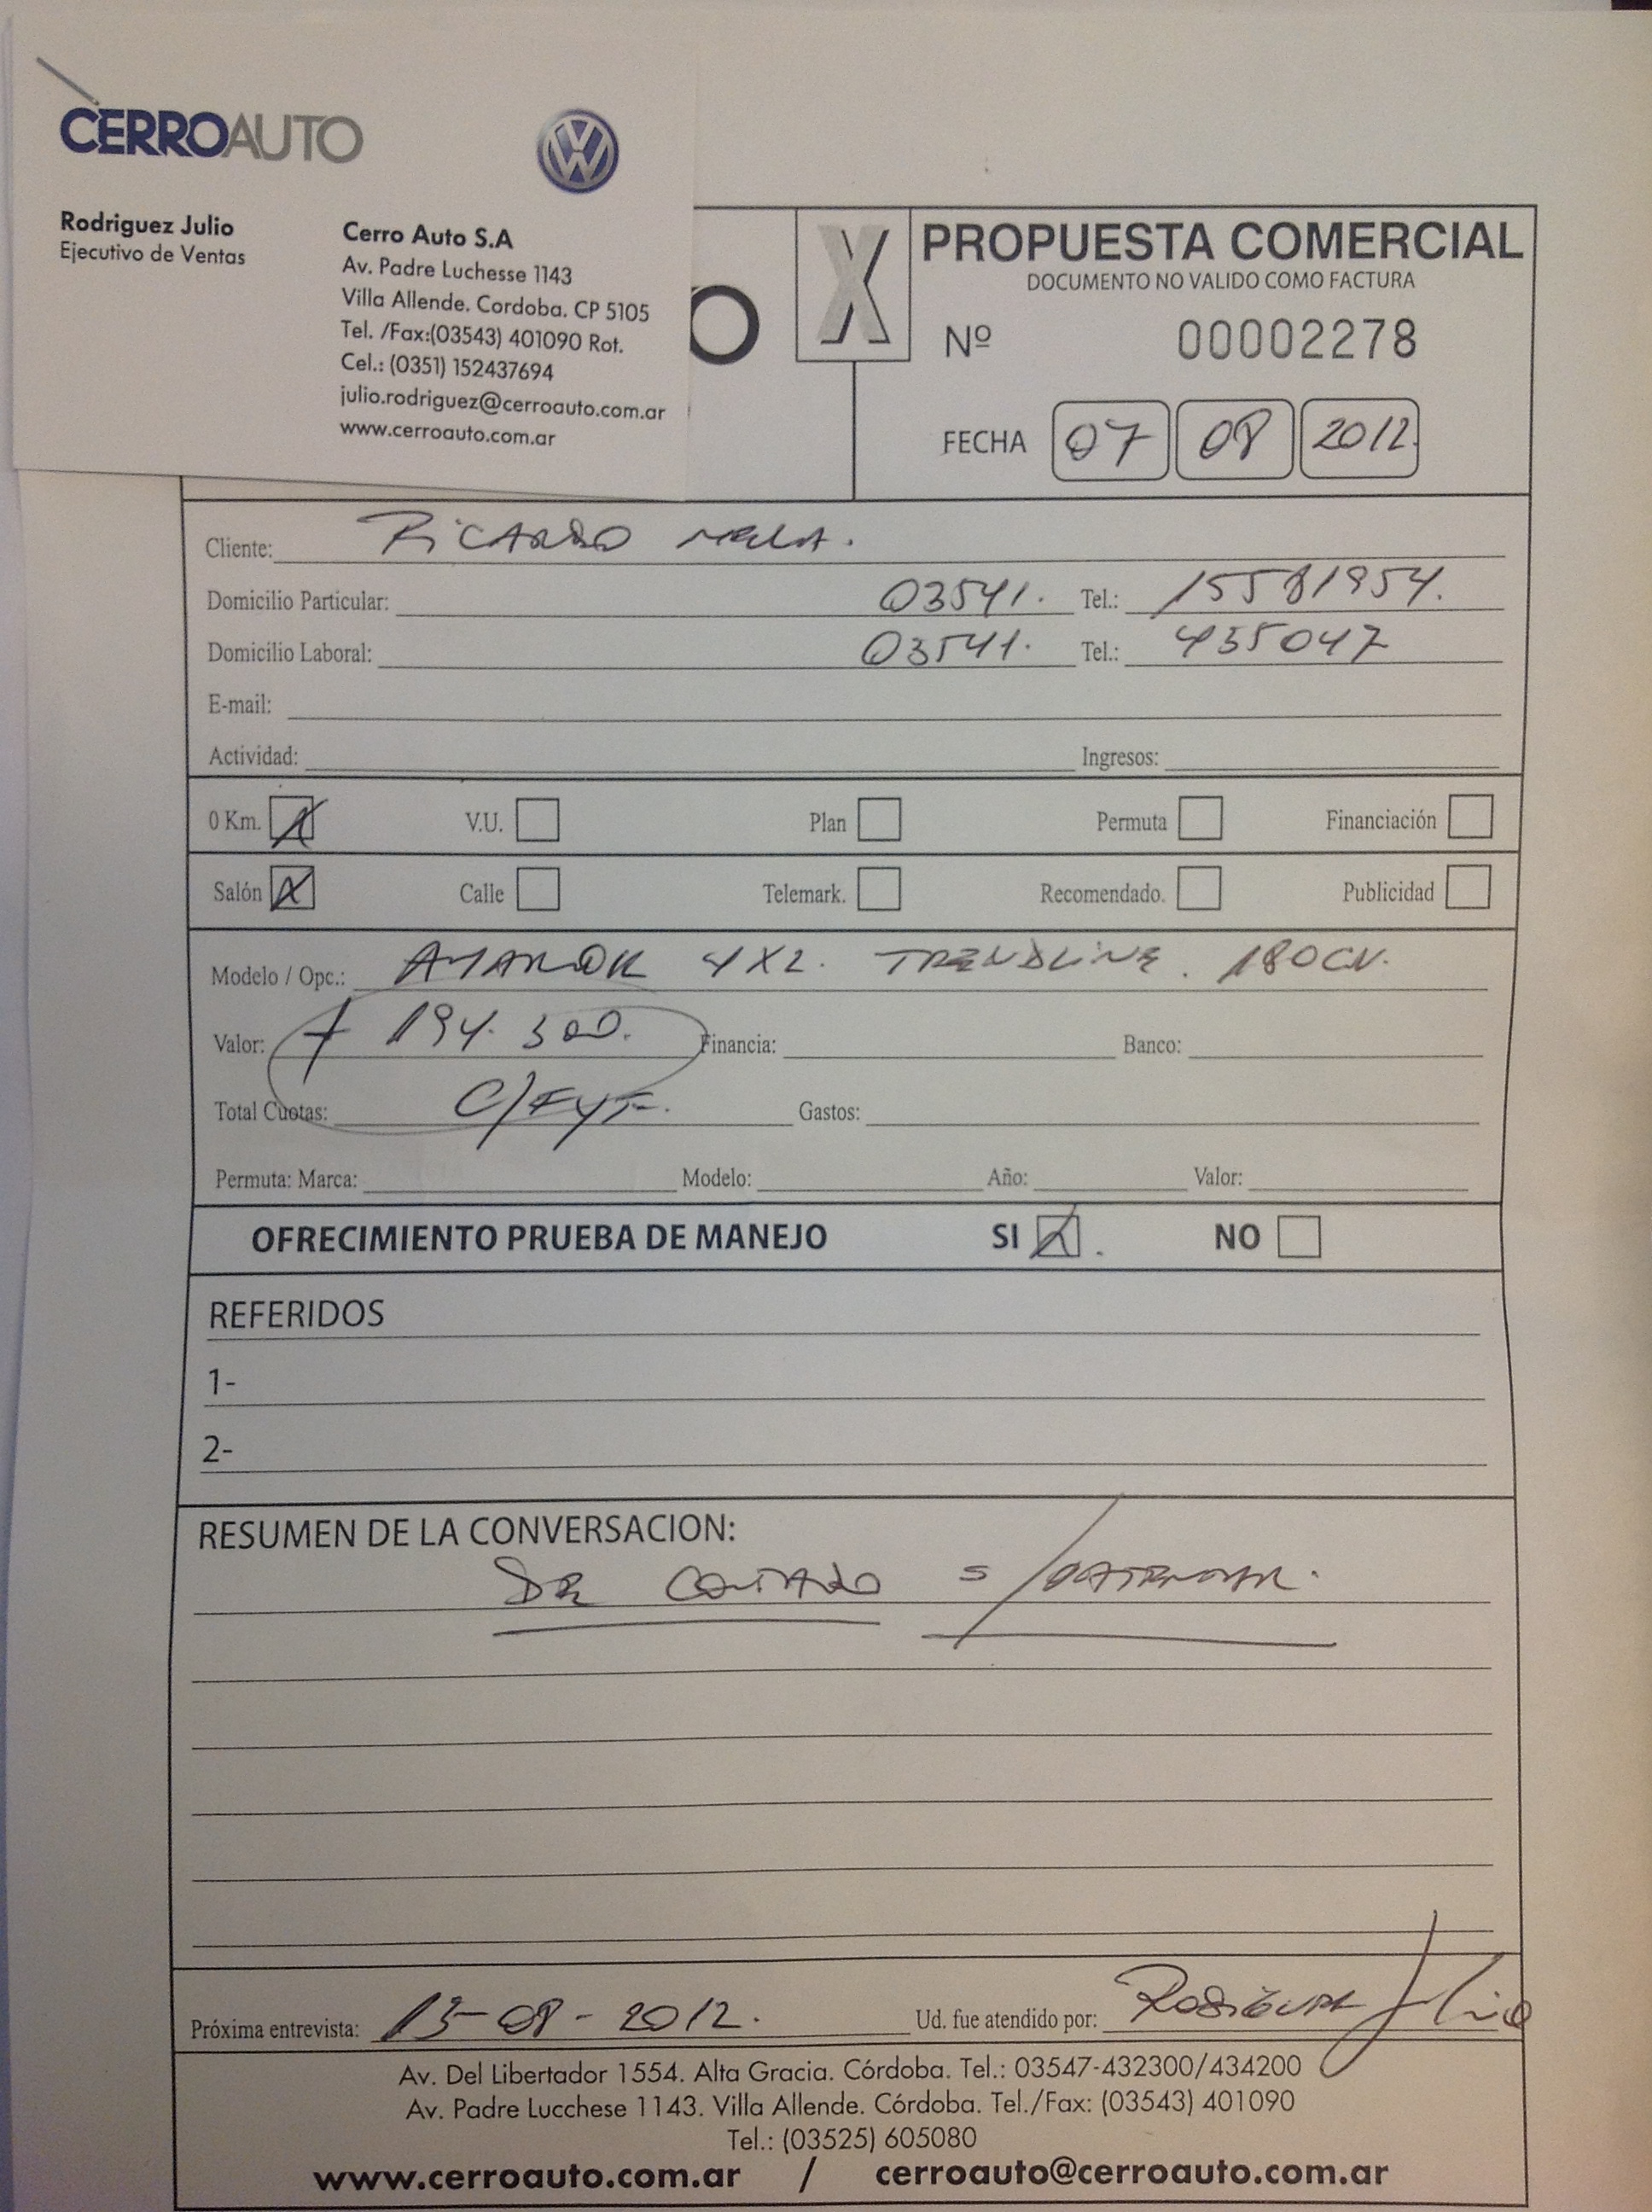 CERROAUTO
Rodriguez Julio
Ejecutivo de Ventas
Cerro Auto S.A
Av. Padre Luchesse 1143
Villa Allende. Cordoba. CP 5105
Tel. /Fax:(03543) 401090 Rot.
Cel.: (0351) 152437694
julio.rodriguez@cerroauto.com.ar
www.cerroauto.com.ar
O
X
PROPUESTA COMERCIAL
DOCUMENTO NO VALIDO COMO FACTURA
Nº 00002278
FECHA 07 08 2012
Cliente: RICARDO
Domicilio Particular: 03541. Tel.: 15581954.
Domicilio Laboral: 03541. Tel.: 435047
E-mail:
Actividad: Ingresos:
0 Km. X V.U. Plan Permuta Financiación
Salón X Calle Telemark. Recomendado. Publicidad
Modelo / Opc.: AMAROK 4X2. TRENDLINE. 180CV.
Valor: $ 194.300. Financia: Banco:
Total Cuotas: C/FyF. Gastos:
Permuta: Marca: Modelo: Año: Valor:
OFRECIMIENTO PRUEBA DE MANEJO SI X NO
REFERIDOS
1-
2-
RESUMEN DE LA CONVERSACION:
DE CONTADO S/PATENTAR.
Próxima entrevista: 13-08-2012. Ud. fue atendido por: Rodriguez Julio
Av. Del Libertador 1554. Alta Gracia. Córdoba. Tel.: 03547-432300/434200
Av. Padre Lucchese 1143. Villa Allende. Córdoba. Tel./Fax: (03543) 401090
Tel.: (03525) 605080
www.cerroauto.com.ar / cerroauto@cerroauto.com.ar